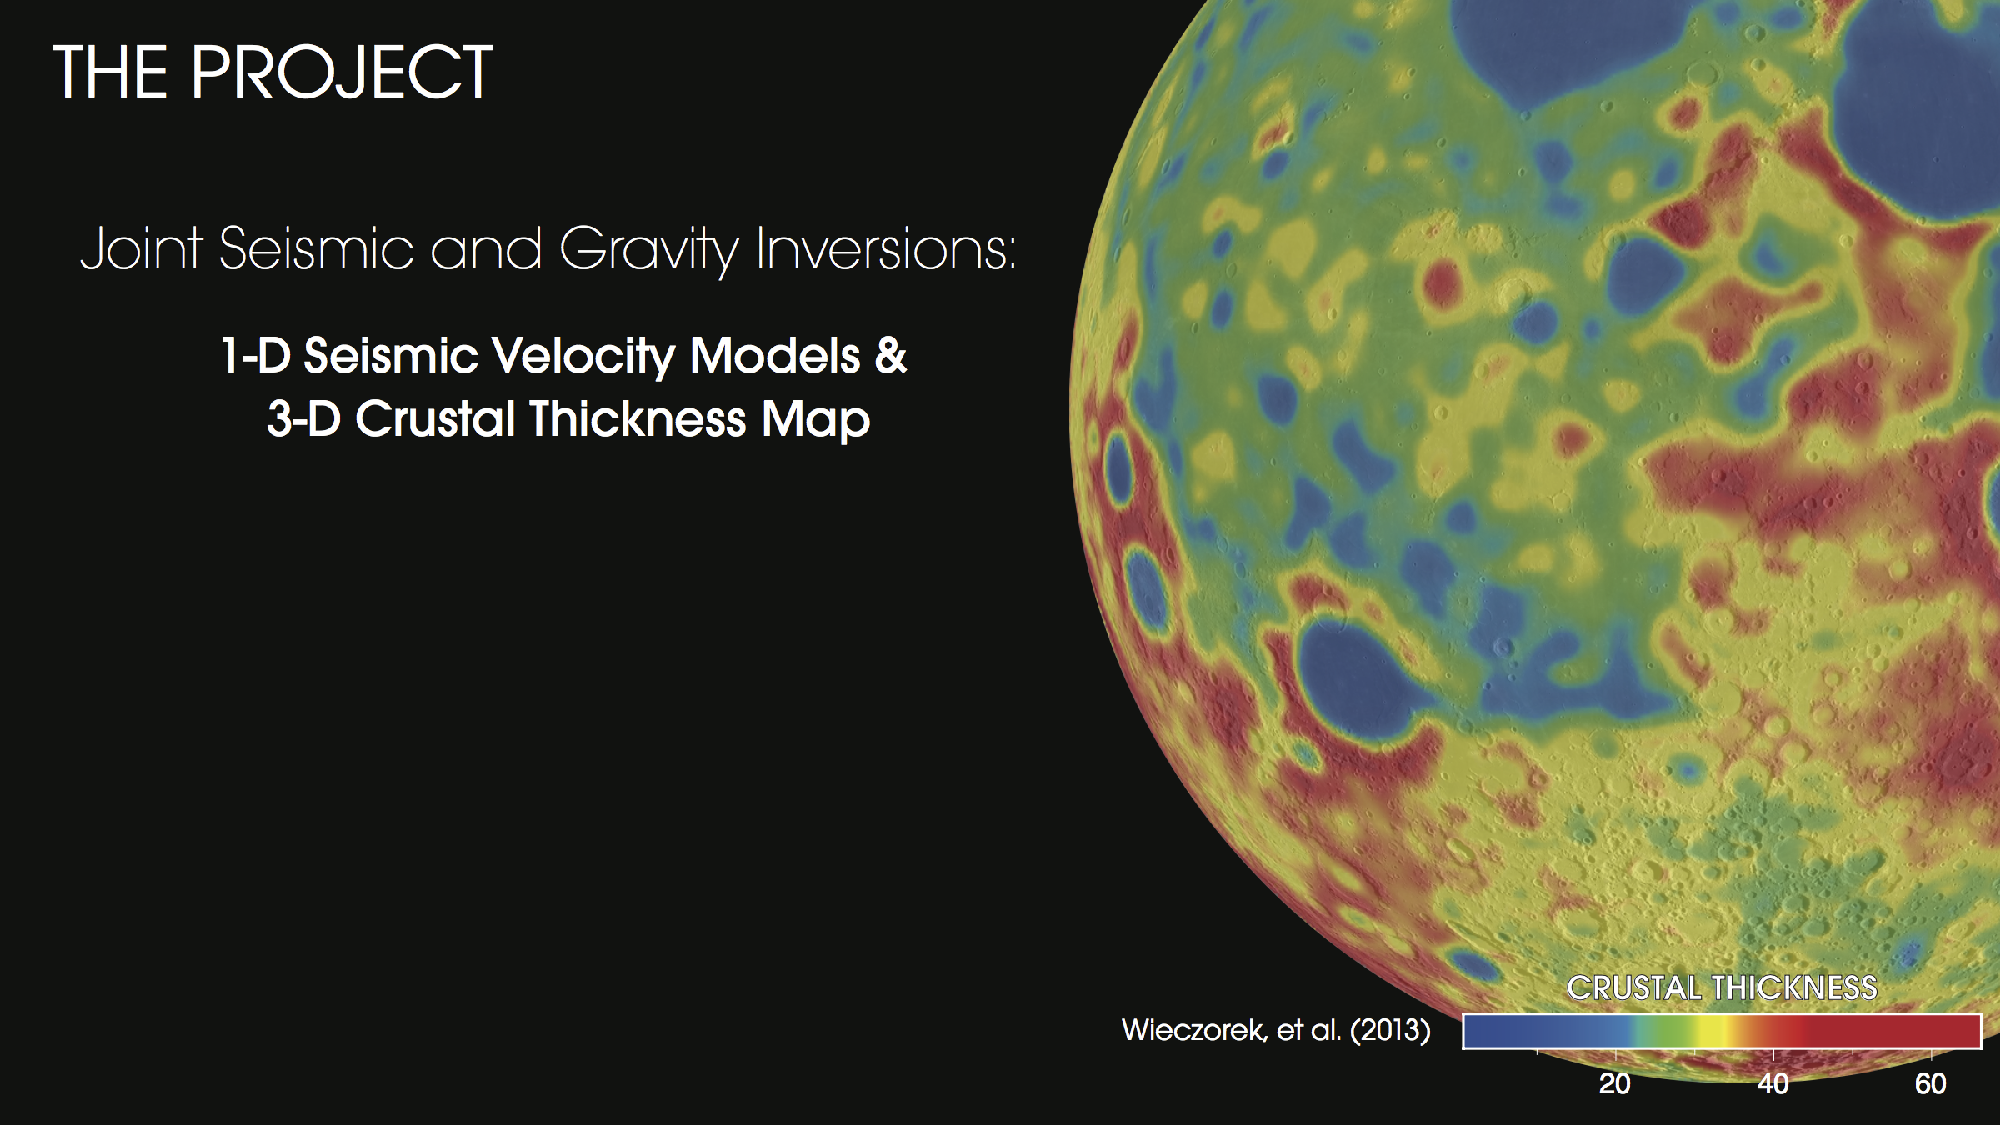 THE PROJECT
Joint Seismic and Gravity Inversions:
1-D Seismic Velocity Models &
3-D Crustal Thickness Map
CRUSTAL THICKNESS
Wieczorek, et al. (2013)
20 40 60